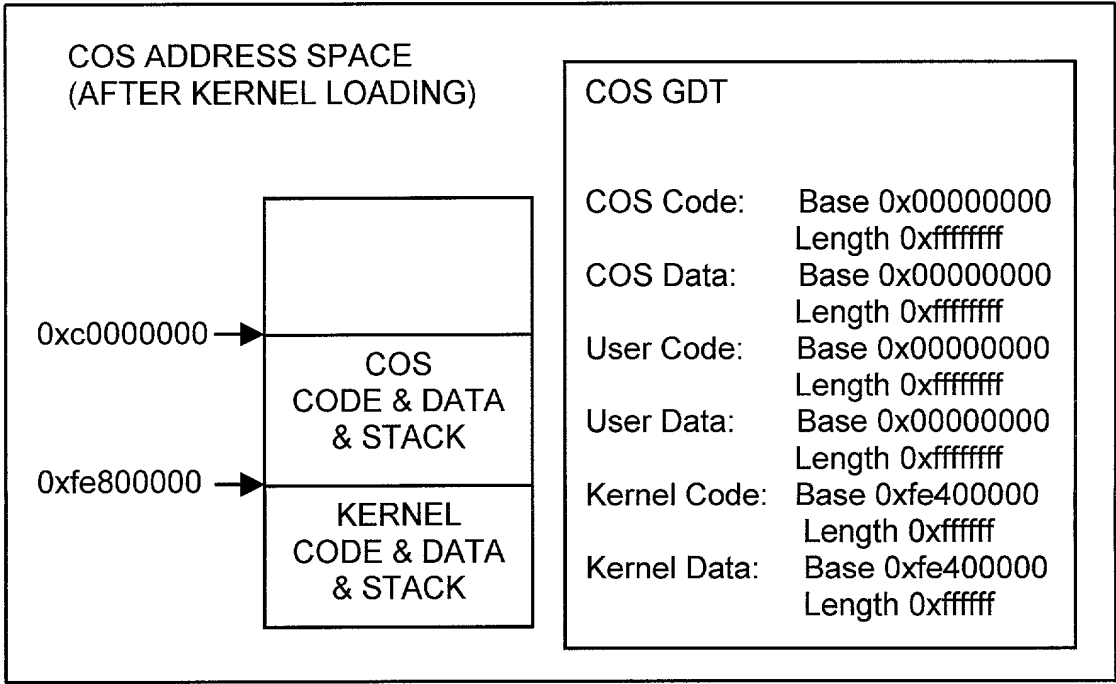 COS ADDRESS SPACE
(AFTER KERNEL LOADING)
0xc0000000
COS
CODE & DATA
& STACK
0xfe800000
KERNEL
CODE & DATA
& STACK
COS GDT
COS Code: Base 0x00000000
Length 0xffffffff
COS Data: Base 0x00000000
Length 0xffffffff
User Code: Base 0x00000000
Length 0xffffffff
User Data: Base 0x00000000
Length 0xffffffff
Kernel Code: Base 0xfe400000
Length 0xffffff
Kernel Data: Base 0xfe400000
Length 0xffffff